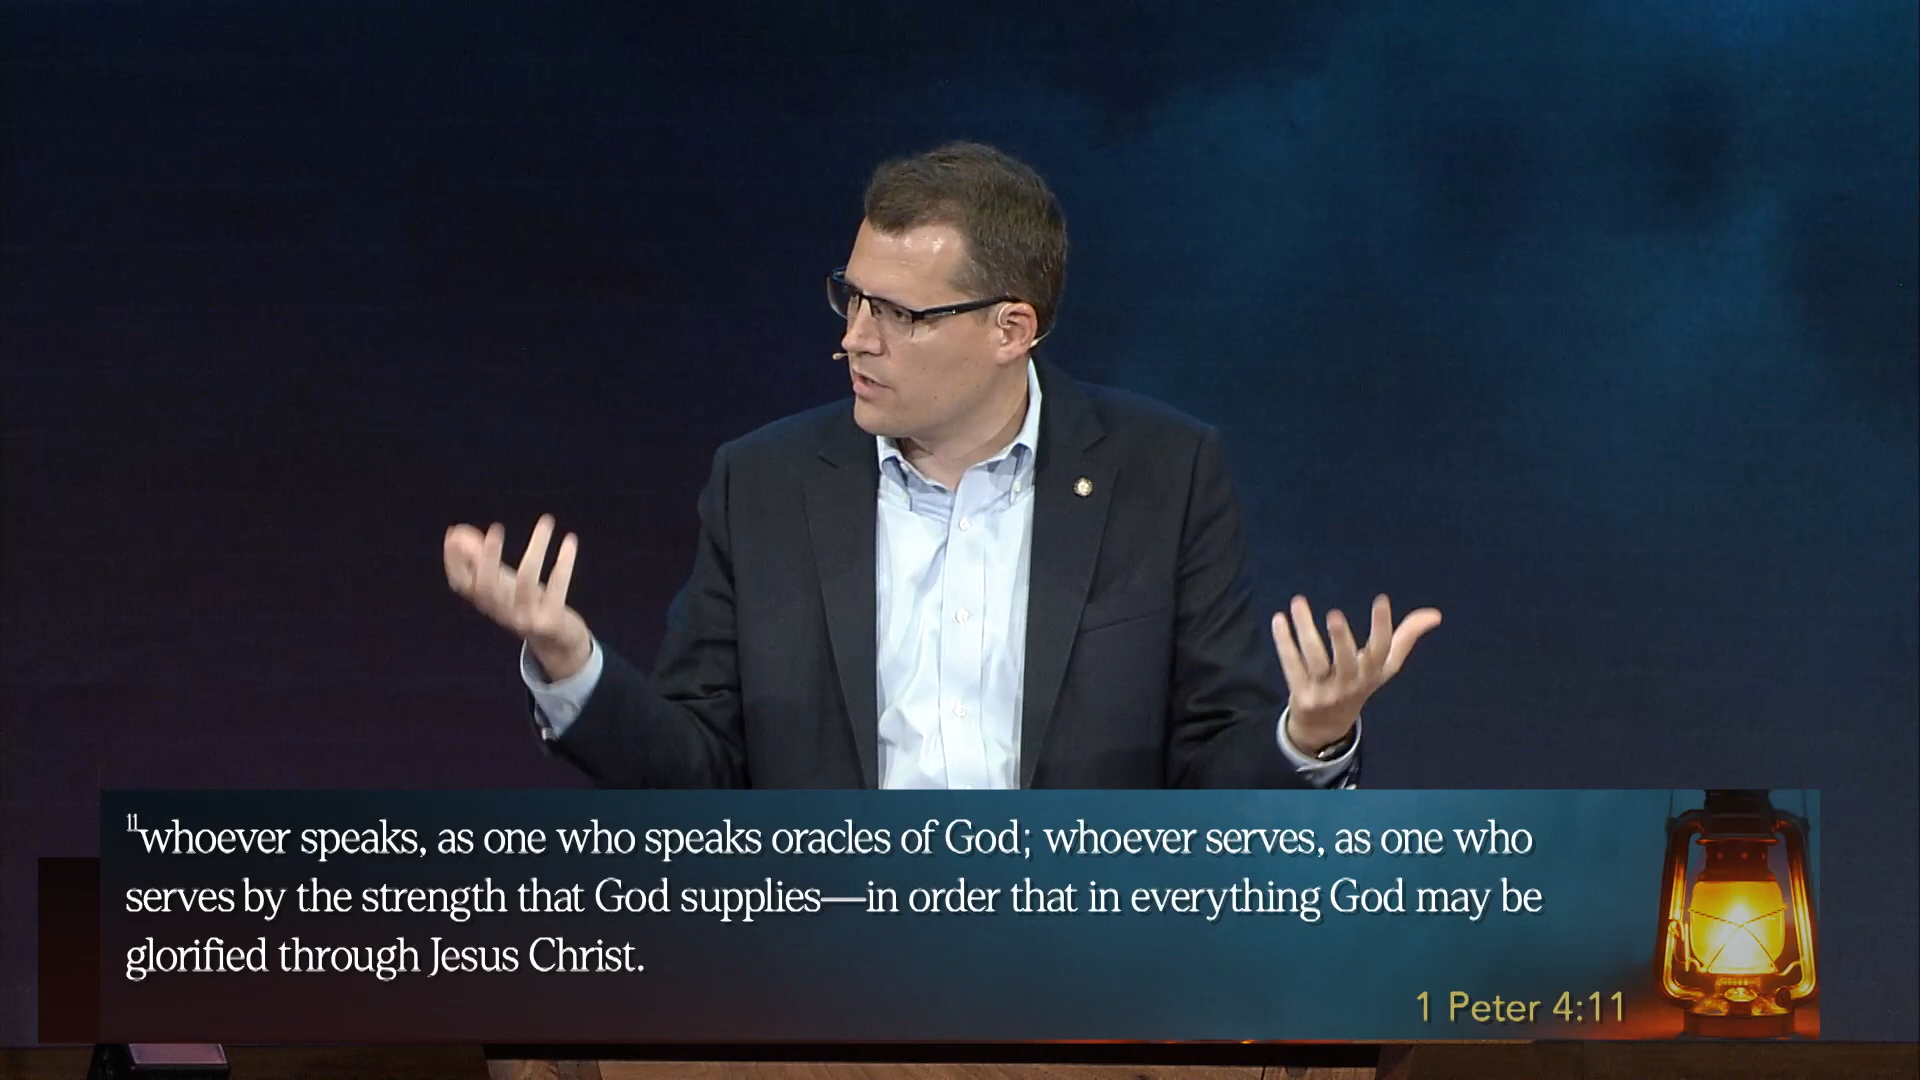 11whoever speaks, as one who speaks oracles of God; whoever serves, as one who
serves by the strength that God supplies—in order that in everything God may be
glorified through Jesus Christ.
1 Peter 4:11